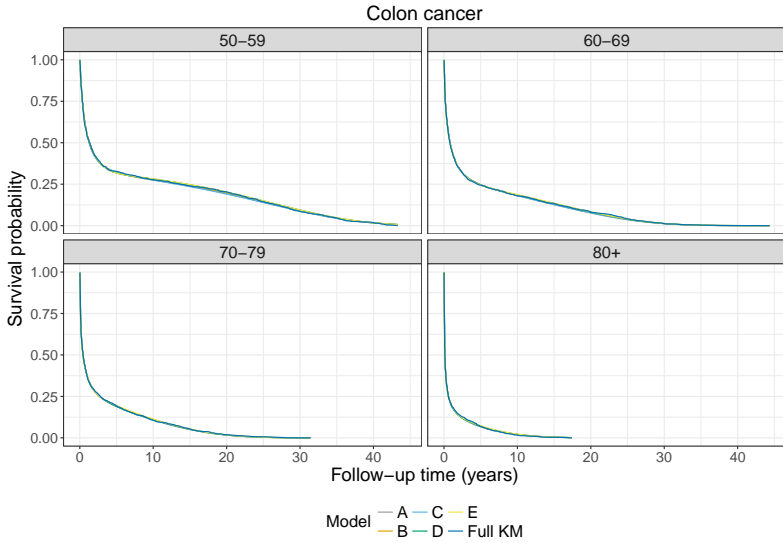 Colon cancer
50−59
60−69
1.00
0.75
0.50
0.25
0.00
70−79
80+
1.00
0.75
0.50
0.25
0.00
0 10 20 30 40 0 10 20 30 40
Survival probability
Follow−up time (years)
Model A C E
B D Full KM